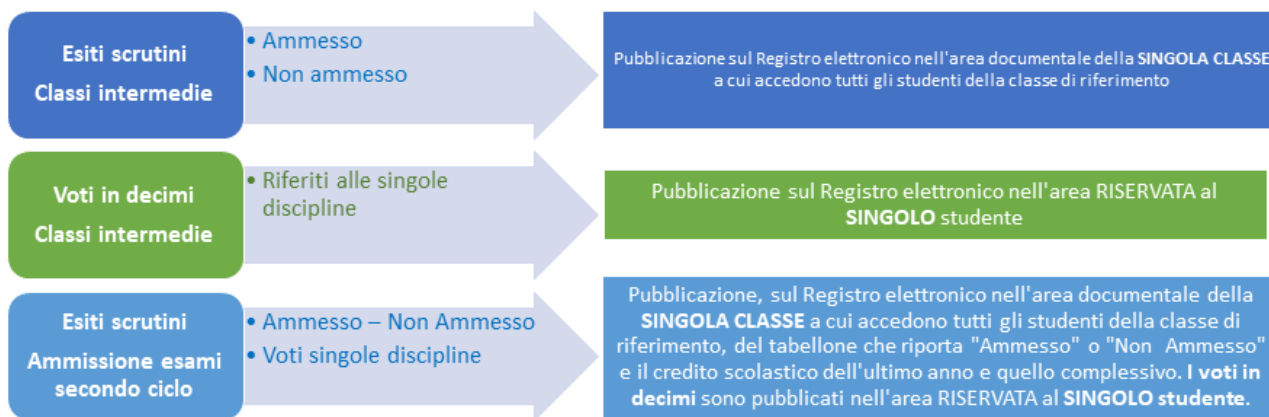 Esiti scrutini
Classi intermedie
• Ammesso
• Non ammesso
Pubblicazione sul Registro elettronico nell'area documentale della SINGOLA CLASSE
a cui accedono tutti gli studenti della classe di riferimento
Voti in decimi
Classi intermedie
• Riferiti alle singole
discipline
Pubblicazione sul Registro elettronico nell'area RISERVATA al
SINGOLO studente
Esiti scrutini
Ammissione esami
secondo ciclo
• Ammesso – Non Ammesso
• Voti singole discipline
Pubblicazione, sul Registro elettronico nell'area documentale della
SINGOLA CLASSE a cui accedono tutti gli studenti della classe di
riferimento, del tabellone che riporta "Ammesso" o "Non Ammesso"
e il credito scolastico dell'ultimo anno e quello complessivo. I voti in
decimi sono pubblicati nell'area RISERVATA al SINGOLO studente.